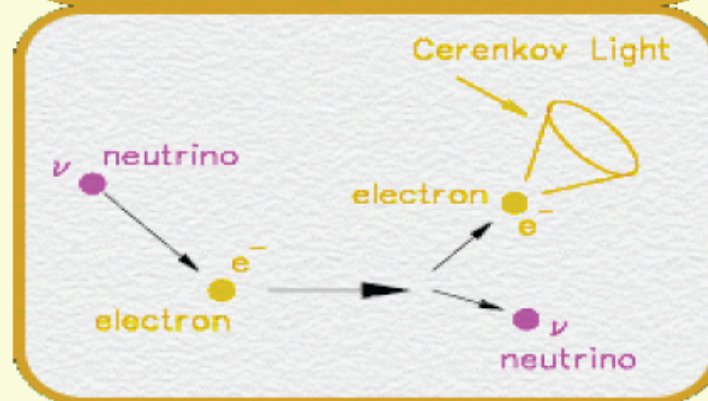 Cerenkov Light
ν neutrino
electron
e⁻
e⁻
electron
ν
neutrino